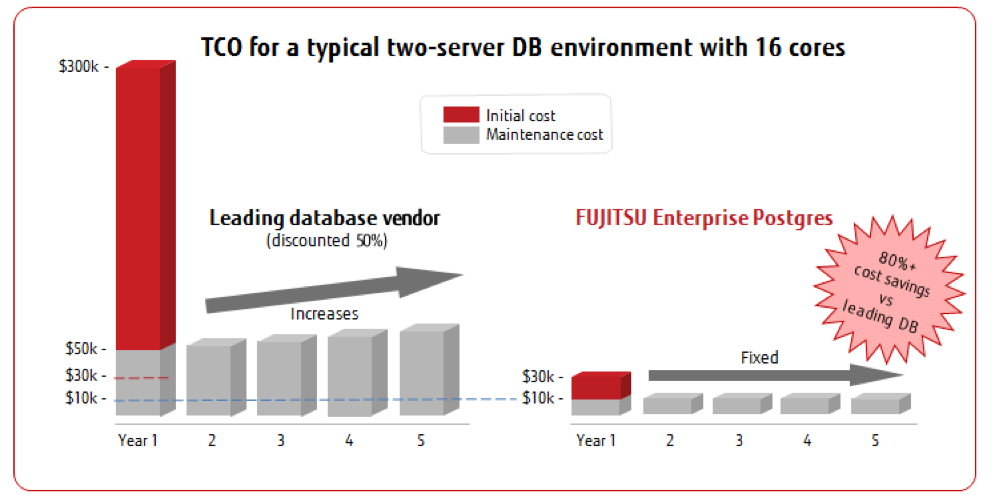 TCO for a typical two-server DB environment with 16 cores
$300k -
Initial cost
Maintenance cost
Leading database vendor
(discounted 50%)
Increases
$50k -
$30k -
$10k -
Year 1
2
3
4
5
FUJITSU Enterprise Postgres
80%+
cost savings
vs
leading DB
Fixed
$30k -
$10k -
Year 1
2
3
4
5